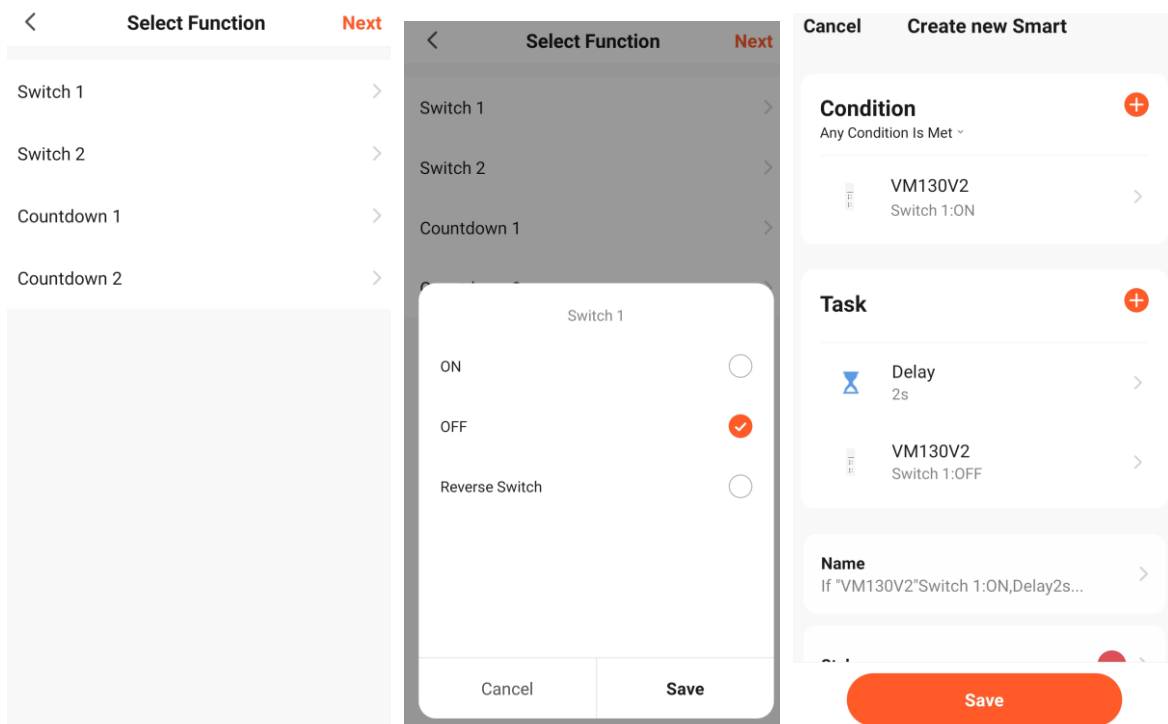 Select Function
Next
Switch 1
Switch 2
Countdown 1
Countdown 2
Select Function
Next
Switch 1
Switch 2
Countdown 1
Switch 1
ON
OFF
Reverse Switch
Cancel
Save
Cancel
Create new Smart
Condition
Any Condition Is Met
VM130V2
Switch 1:ON
Task
Delay
2s
VM130V2
Switch 1:OFF
Name
If "VM130V2"Switch 1:ON,Delay2s...
Save